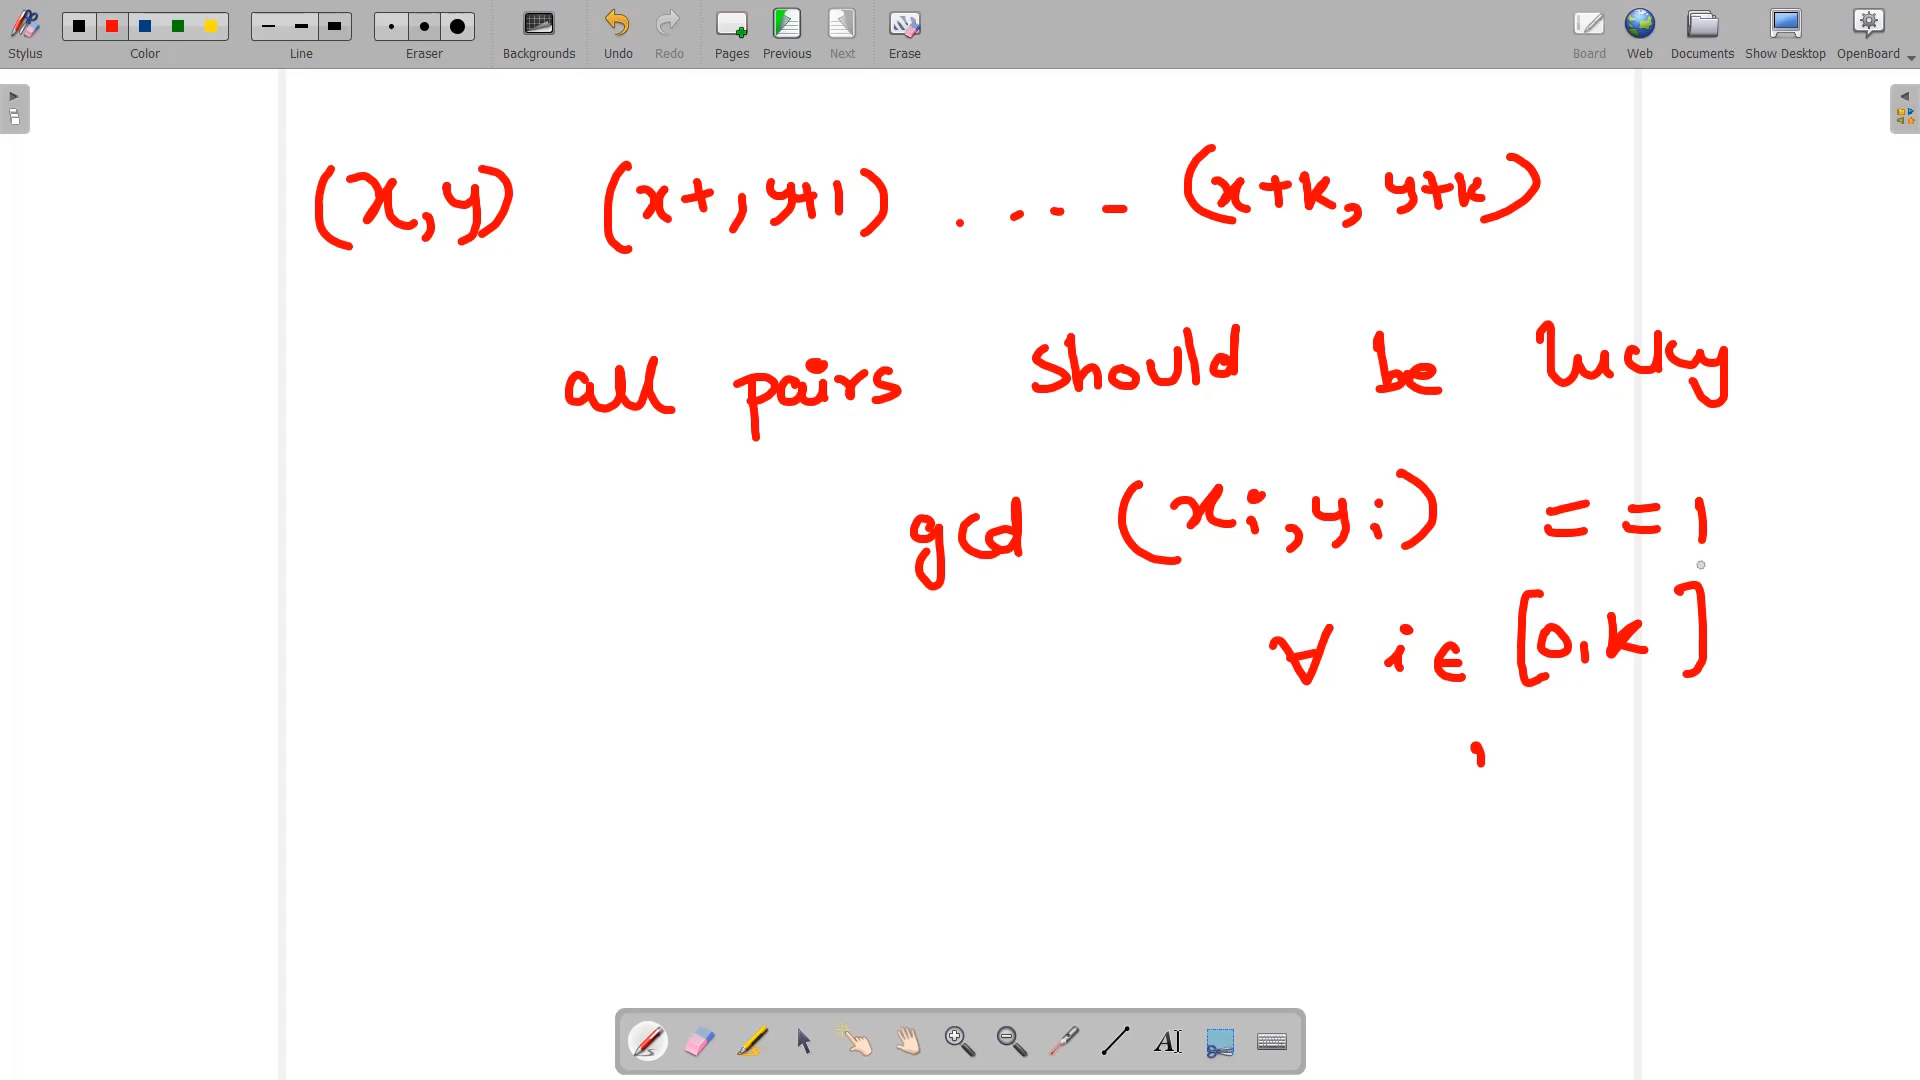 Stylus Color Line Eraser Backgrounds Undo Redo Pages Previous Next Erase Board Web Documents Show Desktop OpenBoard
(x,y) (x+, y+1) . . . - (x+k, y+k)
all pairs should be lucky
gcd (xi, yi) == 1
∀ i ∈ [0, k]
,